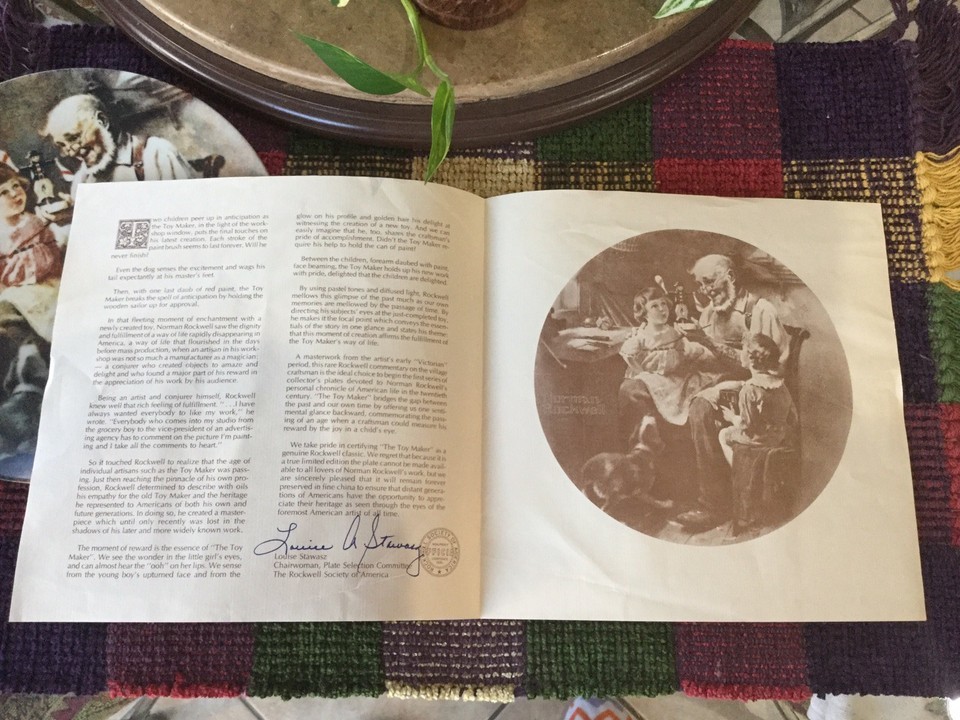 wo children peer up in anticipation as
the Toy Maker, in the light of the work-
shop window, puts the final touches on
his latest creation. Each stroke of the
paint brush seems to last forever. Will he
never finish?
Even the dog senses the excitement and wags his
tail expectantly at his master's feet.
Then, with one last daub of red paint, the Toy
Maker breaks the spell of anticipation by holding the
wooden sailor up for approval.
In that fleeting moment of enchantment with a
newly created toy, Norman Rockwell saw the dignity
and fulfillment of a way of life rapidly disappearing in
America, a way of life that flourished in the days
before mass production, when an artisan in his work-
shop was not so much a manufacturer as a magician
— a conjurer who created objects to amaze and
delight and who found a major part of his reward in
the appreciation of his work by his audience.
Being an artist and conjurer himself, Rockwell
knew well that rich feeling of fulfillment. ". . . I have
always wanted everybody to like my work," he
wrote. "Everybody who comes into my studio from
the grocery boy to the vice-president of an advertis-
ing agency has to comment on the picture I'm paint-
ing and I take all the comments to heart."
So it touched Rockwell to realize that the age of
individual artisans such as the Toy Maker was pass-
ing. Just then reaching the pinnacle of his own pro-
fession, Rockwell determined to describe with oils
his empathy for the old Toy Maker and the heritage
he represented to Americans of both his own and
future generations. In doing so, he created a master-
piece which until only recently was lost in the
shadows of his later and more widely known work.
The moment of reward is the essence of "The Toy
Maker". We see the wonder in the little girl's eyes,
and can almost hear the "ooh" on her lips. We sense
from the young boy's upturned face and from the
glow on his profile and golden hair his delight at
witnessing the creation of a new toy. And we can
easily imagine that he, too, shares the craftsman's
pride of accomplishment. Didn't the Toy Maker re-
quire his help to hold the can of paint?
Between the children, forearm daubed with paint,
face beaming, the Toy Maker holds up his new work
with pride, delighted that the children are delighted.
By using pastel tones and diffused light, Rockwell
mellows this glimpse of the past much as our own
memories are mellowed by the passage of time. By
directing his subjects' eyes at the just-completed toy,
he makes it the focal point which conveys the essen-
tials of the story in one glance and states his theme:
that this moment of creation affirms the fulfillment of
the Toy Maker's way of life.
A masterwork from the artist's early "Victorian"
period, this rare Rockwell commentary on the village
craftsman is the ideal choice to begin the first series of
collector's plates devoted to Norman Rockwell's
personal chronicle of American life in the twentieth
century. "The Toy Maker" bridges the gap between
the past and our own time by offering us one senti-
mental glance backward, commemorating the pass-
ing of an age when a craftsman could measure his
reward by the joy in a child's eye.
We take pride in certifying "The Toy Maker" as a
genuine Rockwell classic. We regret that because it is
a true limited edition the plate cannot be made avail-
able to all lovers of Norman Rockwell's work, but we
are sincerely pleased that it will remain forever
preserved in fine china to ensure that distant genera-
tions of Americans have the opportunity to appre-
ciate their heritage as seen through the eyes of the
foremost American artist of all time.
Louise A Stawasz
Louise Stawasz
Chairwoman, Plate Selection Committee
The Rockwell Society of America
Norman
Rockwell